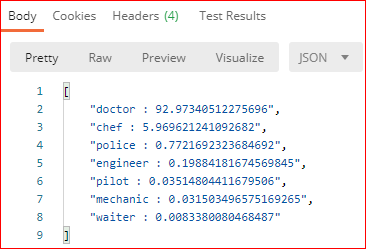 Body Cookies Headers (4) Test Results
Pretty Raw Preview Visualize JSON
1 [
2 "doctor : 92.97340512275696",
3 "chef : 5.969621241092682",
4 "police : 0.7721692323684692",
5 "engineer : 0.19884181674569845",
6 "pilot : 0.03514804411679506",
7 "mechanic : 0.031503496575169265",
8 "waiter : 0.0083380080468487"
9 ]